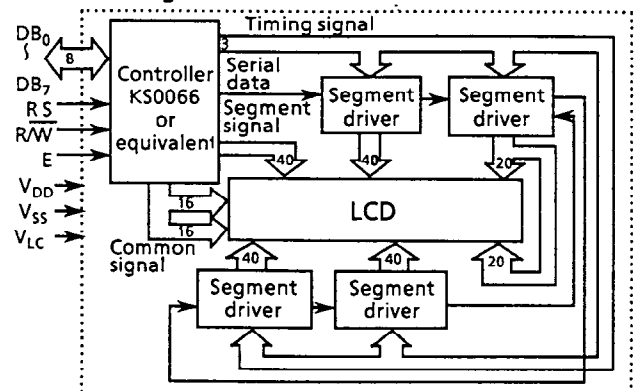 Timing signal
3
DB0
∫
8
DB7
RS
R/W̅
E
VDD
VSS
VLC
Controller
KS0066
or
equivalent
Serial
data
Segment
signal
Segment
driver
Segment
driver
40
40
20
16
16
LCD
Common
signal
40
40
20
Segment
driver
Segment
driver